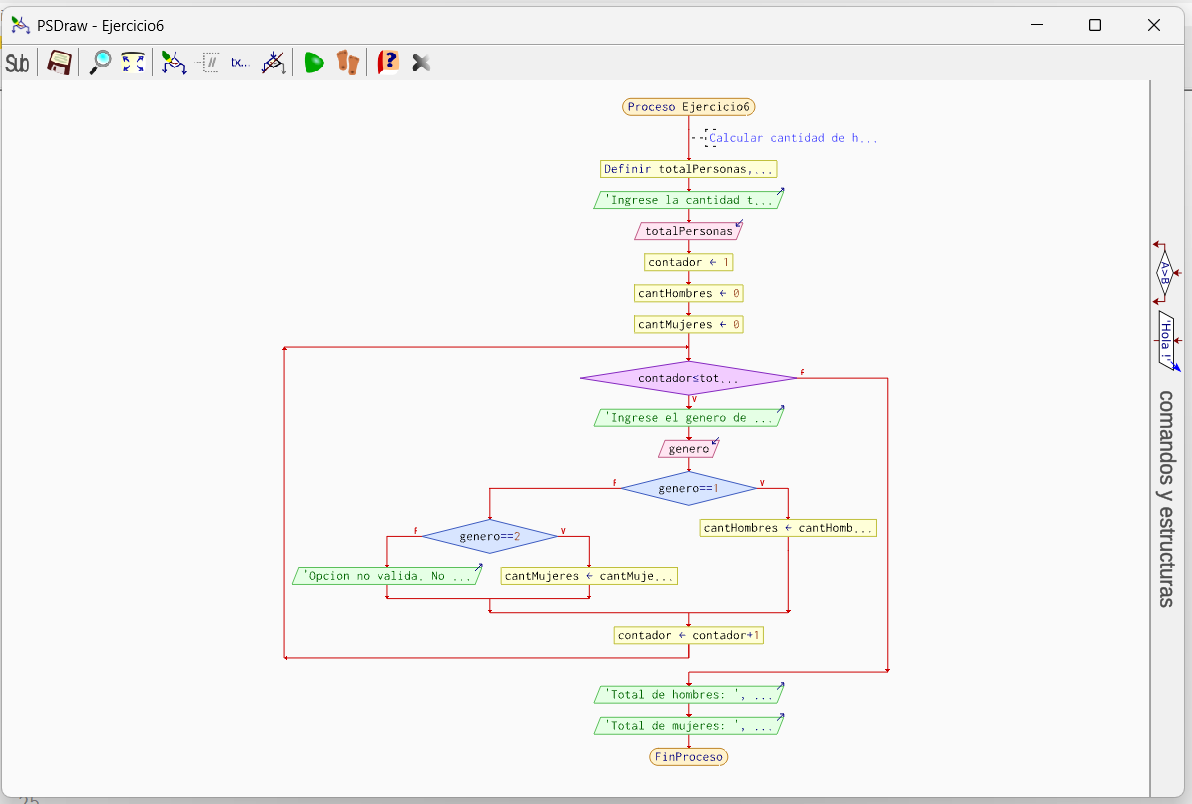 PSDraw - Ejercicio6
Sub
//
tx...
?
Proceso Ejercicio6
Calcular cantidad de h...
Definir totalPersonas,...
'Ingrese la cantidad t...
totalPersonas
contador ← 1
cantHombres ← 0
cantMujeres ← 0
contador≤tot...
F
V
'Ingrese el genero de ...
genero
genero==1
F
V
cantHombres ← cantHomb...
genero==2
F
V
'Opcion no valida. No ...
cantMujeres ← cantMuje...
contador ← contador+1
'Total de hombres: ', ...
'Total de mujeres: ', ...
FinProceso
A>B
'Hola !'
comandos y estructuras